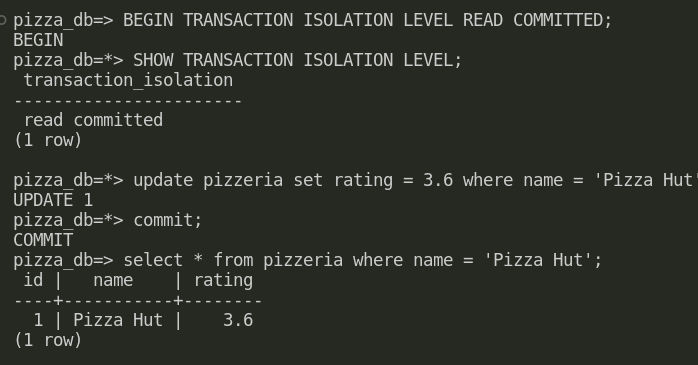 pizza_db=> BEGIN TRANSACTION ISOLATION LEVEL READ COMMITTED;
BEGIN
pizza_db=*> SHOW TRANSACTION ISOLATION LEVEL;
 transaction_isolation
-----------------------
 read committed
(1 row)

pizza_db=*> update pizzeria set rating = 3.6 where name = 'Pizza Hut'
UPDATE 1
pizza_db=*> commit;
COMMIT
pizza_db=> select * from pizzeria where name = 'Pizza Hut';
 id |   name    | rating
----+-----------+--------
  1 | Pizza Hut |    3.6
(1 row)